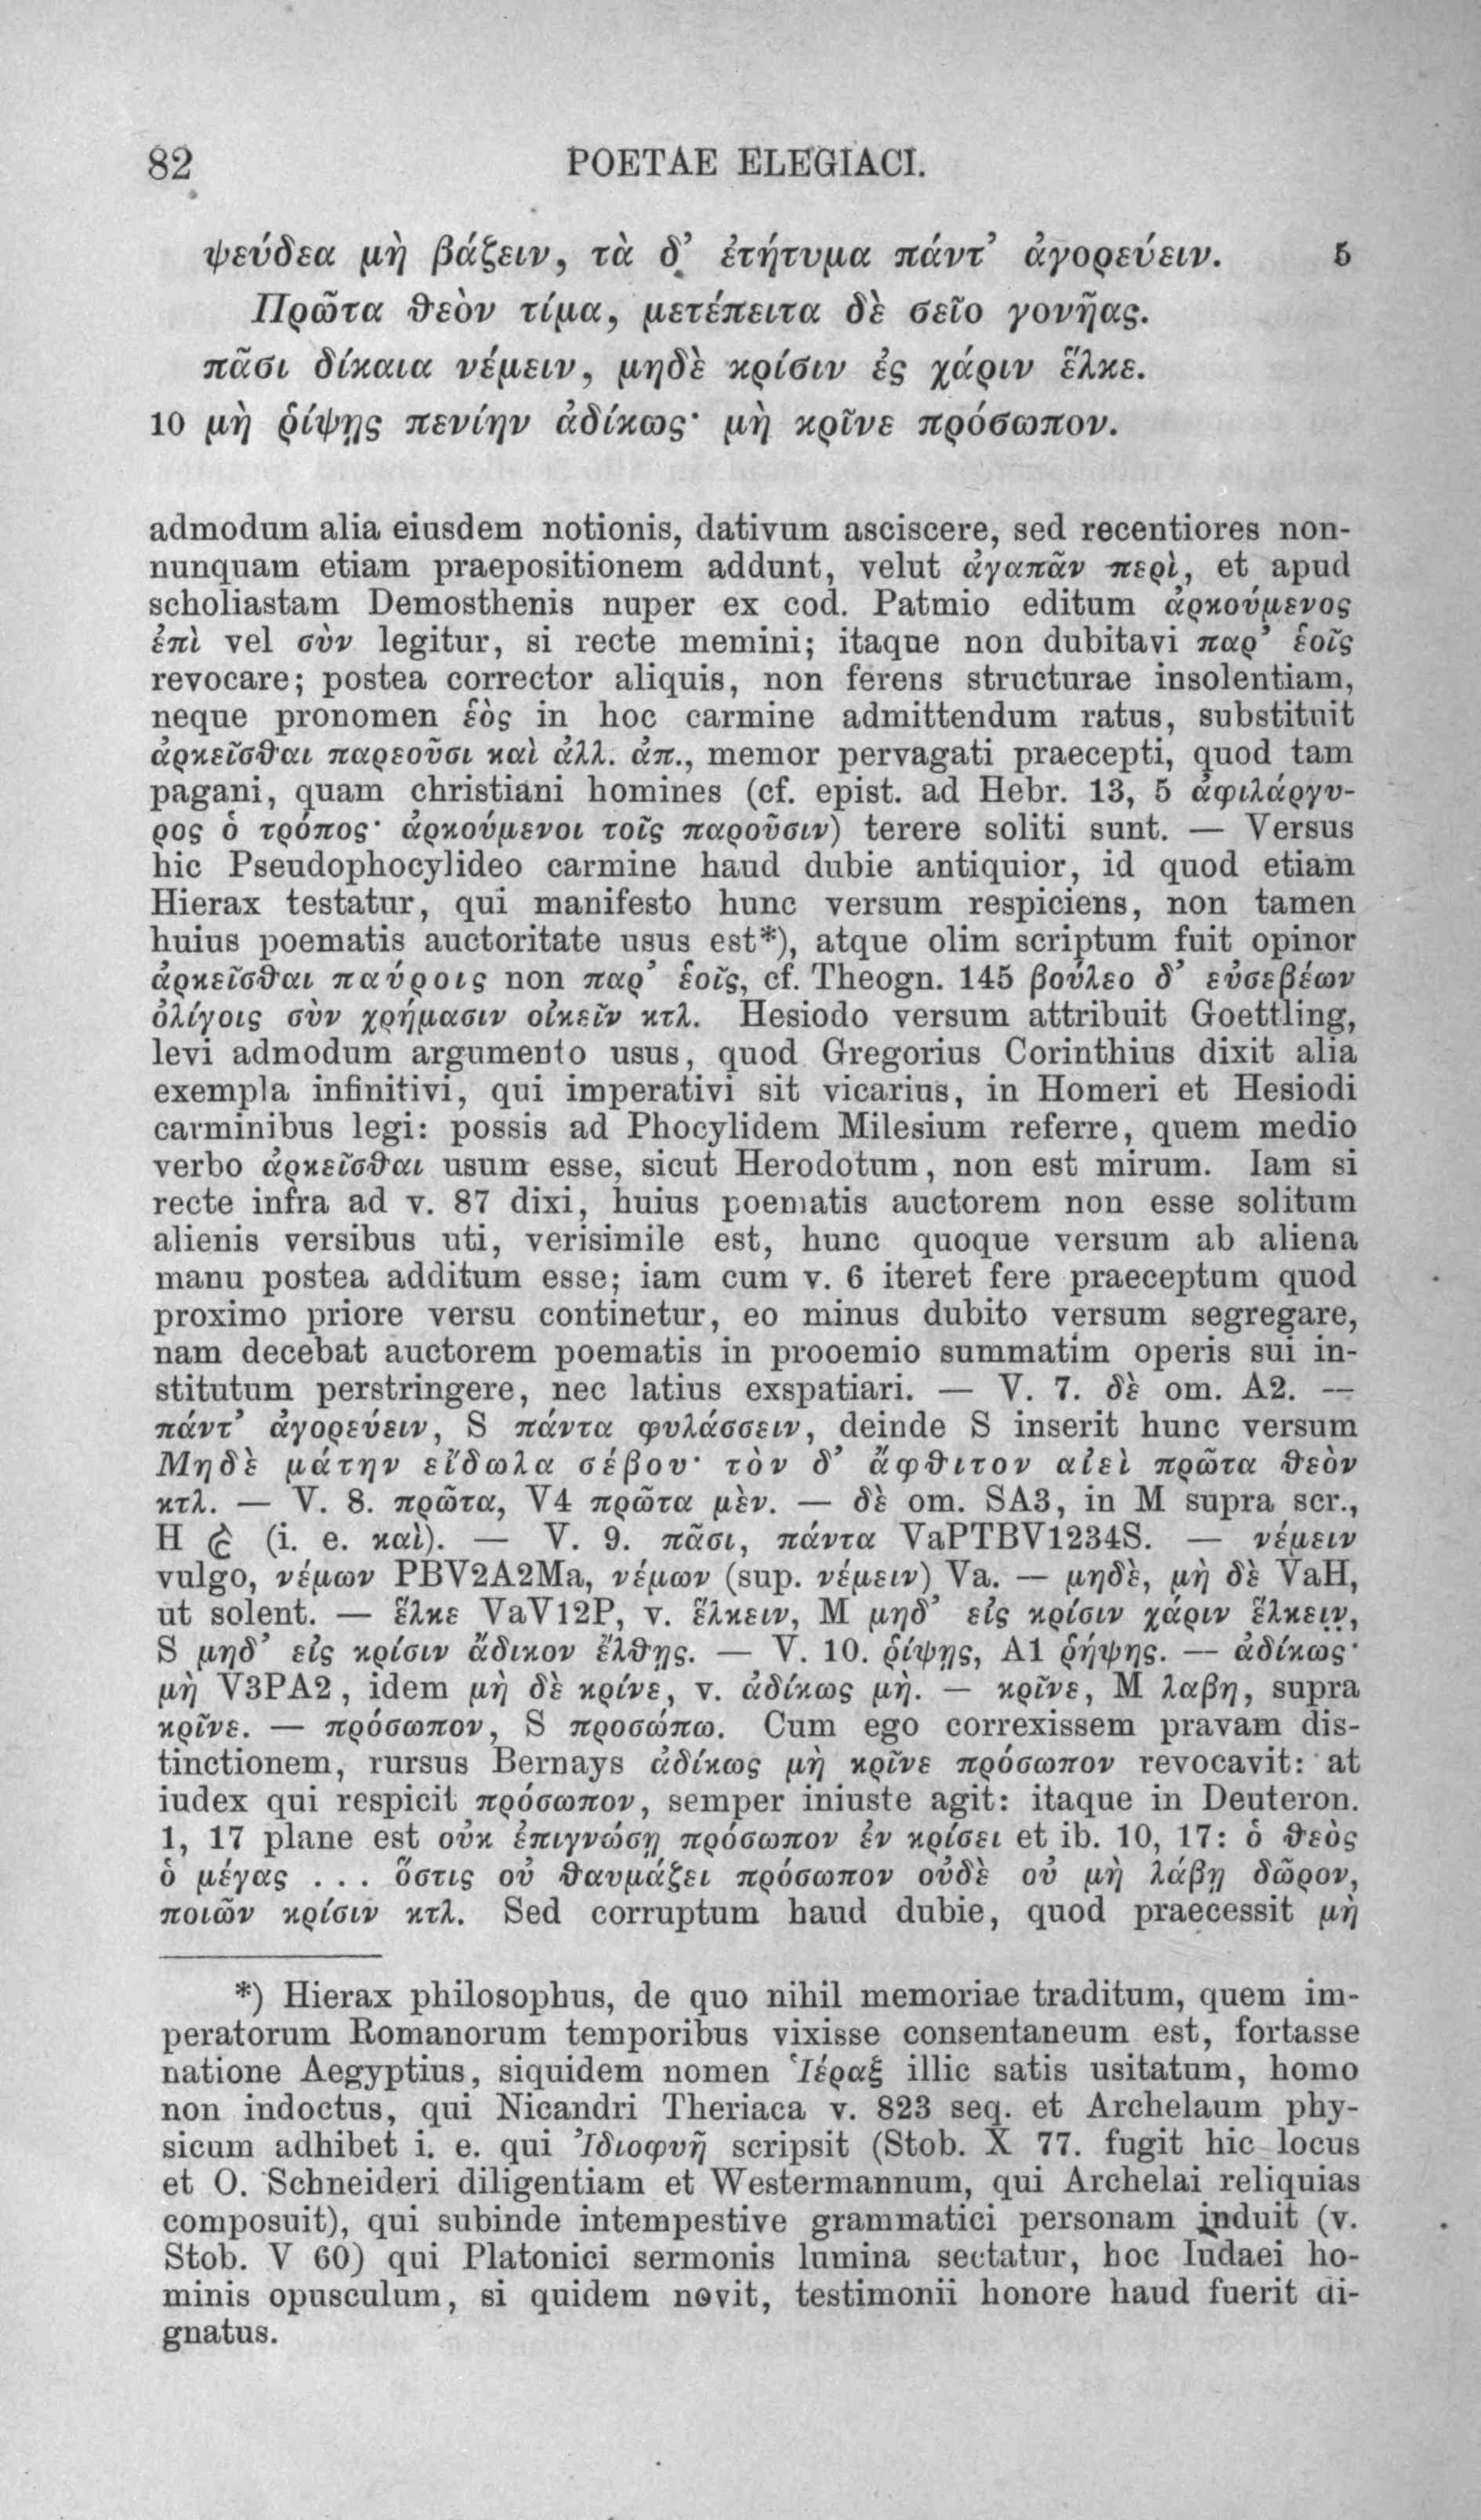 82 POETAE ELEGIACI.
ψεύδεα μὴ βάζειν, τὰ δ’ ἐτήτυμα πάντ’ ἀγορεύειν. 5
Πρῶτα θεὸν τίμα, μετέπειτα δὲ σεῖο γονῆας.
πᾶσι δίκαια νέμειν, μηδὲ κρίσιν ἐς χάριν ἕλκε.
10 μὴ ῥίψῃς πενίην ἀδίκως· μὴ κρῖνε πρόσωπον.
admodum alia eiusdem notionis, dativum asciscere, sed recentiores non-
nunquam etiam praepositionem addunt, velut ἀγαπᾶν περὶ, et apud
scholiastam Demosthenis nuper ex cod. Patmio editum ἀρκούμενος
ἐπὶ vel σὺν legitur, si recte memini; itaque non dubitavi παρ’ ἑοῖς
revocare; postea corrector aliquis, non ferens structurae insolentiam,
neque pronomen ἑὸς in hoc carmine admittendum ratus, substituit
ἀρκεῖσθαι παρεοῦσι καὶ ἀλλ. ἀπ., memor pervagati praecepti, quod tam
pagani, quam christiani homines (cf. epist. ad Hebr. 13, 5 ἀφιλάργυ-
ρος ὁ τρόπος· ἀρκούμενοι τοῖς παροῦσιν) terere soliti sunt. — Versus
hic Pseudophocylideo carmine haud dubie antiquior, id quod etiam
Hierax testatur, qui manifesto hunc versum respiciens, non tamen
huius poematis auctoritate usus est*), atque olim scriptum fuit opinor
ἀρκεῖσθαι παύροις non παρ’ ἑοῖς, cf. Theogn. 145 βούλεο δ’ εὐσεβέων
ὀλίγοις σὺν χρήμασιν οἰκεῖν κτλ. Hesiodo versum attribuit Goettling,
levi admodum argumento usus, quod Gregorius Corinthius dixit alia
exempla infinitivi, qui imperativi sit vicarius, in Homeri et Hesiodi
carminibus legi: possis ad Phocylidem Milesium referre, quem medio
verbo ἀρκεῖσθαι usum esse, sicut Herodotum, non est mirum. Iam si
recte infra ad v. 87 dixi, huius poematis auctorem non esse solitum
alienis versibus uti, verisimile est, hunc quoque versum ab aliena
manu postea additum esse; iam cum v. 6 iteret fere praeceptum quod
proximo priore versu continetur, eo minus dubito versum segregare,
nam decebat auctorem poematis in prooemio summatim operis sui in-
stitutum perstringere, nec latius exspatiari. — V. 7. δὲ om. A2. —
πάντ’ ἀγορεύειν, S πάντα φυλάσσειν, deinde S inserit hunc versum
Μηδὲ μάτην εἴδωλα σέβου· τὸν δ’ ἄφθιτον αἰεὶ πρῶτα θεὸν
κτλ. — V. 8. πρῶτα, V4 πρῶτα μὲν. — δὲ om. SA3, in M supra scr.,
H (i. e. καὶ). — V. 9. πᾶσι, πάντα VaPTBV1234S. — νέμειν
vulgo, νέμων PBV2A2Ma, νέμων (sup. νέμειν) Va. — μηδὲ, μὴ δὲ VaH,
ut solent. — ἕλκε VaV12P, v. ἕλκειν, M μηδ’ εἰς κρίσιν χάριν ἕλκειν,
S μηδ’ εἰς κρίσιν ἄδικον ἔλθῃς. — V. 10. ῥίψῃς, A1 ῥήψης. — ἀδίκως·
μὴ V3PA2, idem μὴ δὲ κρίνε, v. ἀδίκως μὴ. — κρῖνε, M λαβη, supra
κρῖνε. — πρόσωπον, S προσώπω. Cum ego correxissem pravam dis-
tinctionem, rursus Bernays ἀδίκως μὴ κρῖνε πρόσωπον revocavit: at
iudex qui respicit πρόσωπον, semper iniuste agit: itaque in Deuteron.
1, 17 plane est οὐκ ἐπιγνώσῃ πρόσωπον ἐν κρίσει et ib. 10, 17: ὁ θεὸς
ὁ μέγας . . . ὅστις οὐ θαυμάζει πρόσωπον οὐδὲ οὐ μὴ λάβῃ δῶρον,
ποιῶν κρίσιν κτλ. Sed corruptum haud dubie, quod praecessit μὴ
*) Hierax philosophus, de quo nihil memoriae traditum, quem im-
peratorum Romanorum temporibus vixisse consentaneum est, fortasse
natione Aegyptius, siquidem nomen Ἱέραξ illic satis usitatum, homo
non indoctus, qui Nicandri Theriaca v. 823 seq. et Archelaum phy-
sicum adhibet i. e. qui Ἰδιοφυῆ scripsit (Stob. X 77. fugit hic locus
et O. Schneideri diligentiam et Westermannum, qui Archelai reliquias
composuit), qui subinde intempestive grammatici personam induit (v.
Stob. V 60) qui Platonici sermonis lumina sectatur, hoc Iudaei ho-
minis opusculum, si quidem novit, testimonii honore haud fuerit di-
gnatus.